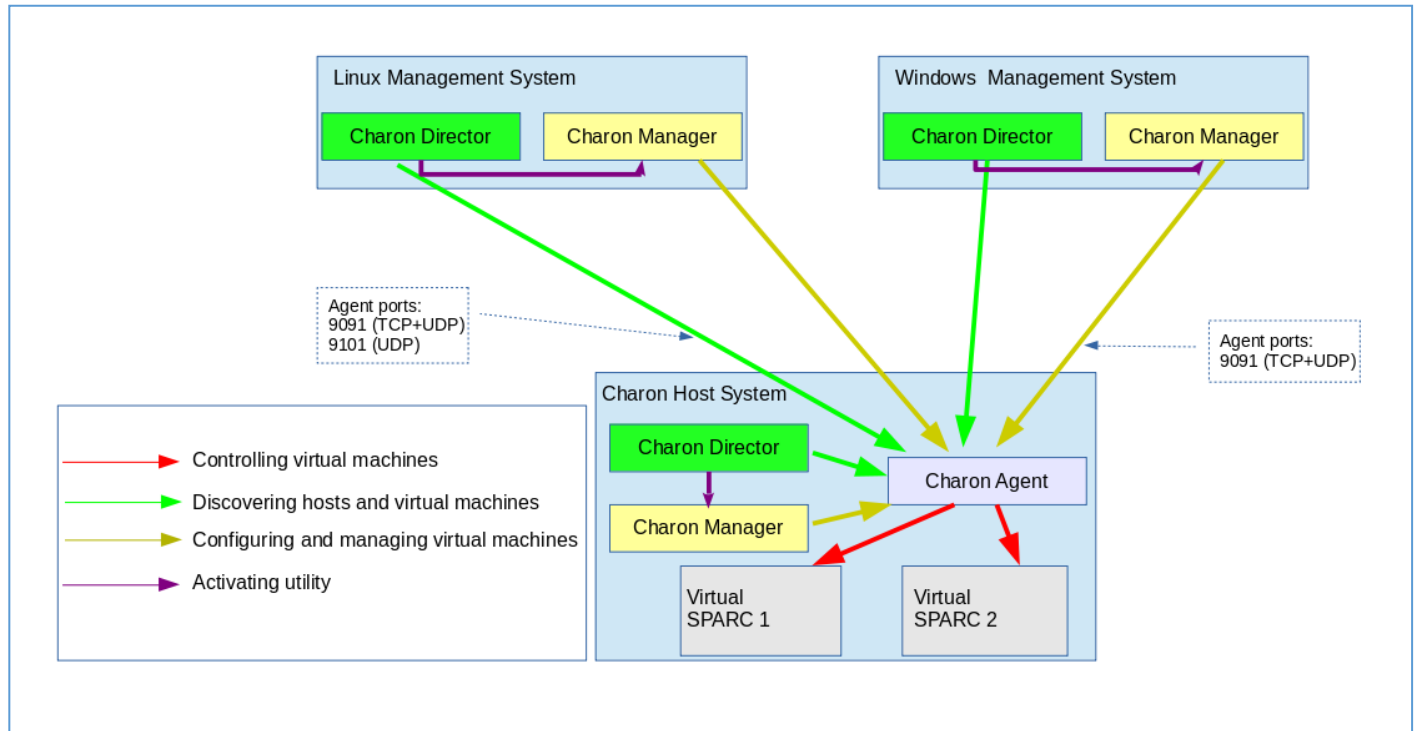 Linux Management System
Charon Director
Charon Manager
Windows  Management System
Charon Director
Charon Manager
Agent ports:
9091 (TCP+UDP)
9101 (UDP)
Agent ports:
9091 (TCP+UDP)
Charon Host System
Charon Director
Charon Agent
Charon Manager
Virtual
SPARC 1
Virtual
SPARC 2
Controlling virtual machines
Discovering hosts and virtual machines
Configuring and managing virtual machines
Activating utility